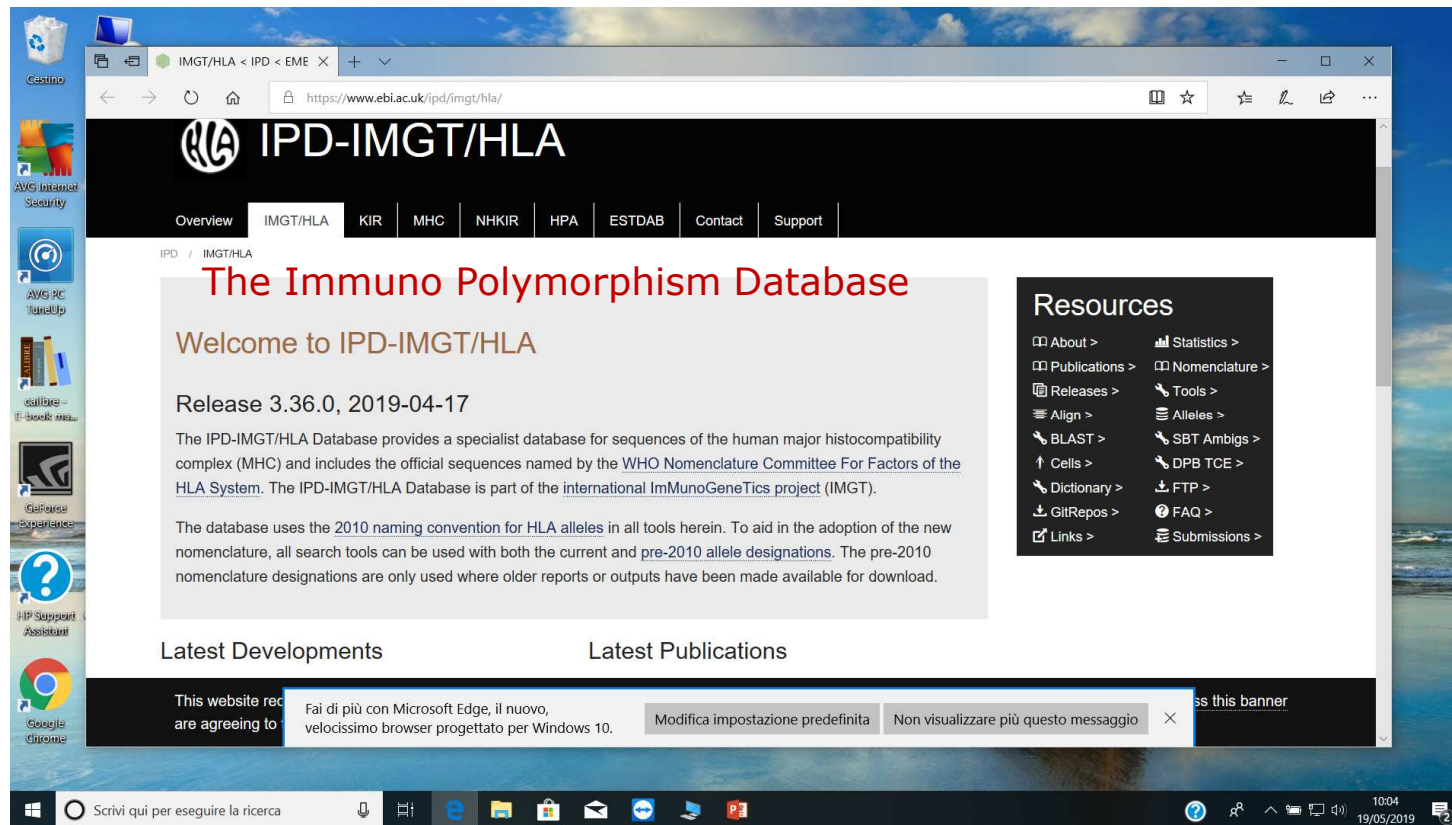 Cestino
AVG Internet
Security
AVG PC
TuneUp
calibre -
E-book ma...
GeForce
Experience
HP Support
Assistant
Google
Chrome
IMGT/HLA < IPD < EME
https://www.ebi.ac.uk/ipd/imgt/hla/
HLA
IPD-IMGT/HLA
Overview IMGT/HLA KIR MHC NHKIR HPA ESTDAB Contact Support
IPD / IMGT/HLA
The Immuno Polymorphism Database
Welcome to IPD-IMGT/HLA
Release 3.36.0, 2019-04-17
The IPD-IMGT/HLA Database provides a specialist database for sequences of the human major histocompatibility
complex (MHC) and includes the official sequences named by the WHO Nomenclature Committee For Factors of the
HLA System. The IPD-IMGT/HLA Database is part of the international ImMunoGeneTics project (IMGT).
The database uses the 2010 naming convention for HLA alleles in all tools herein. To aid in the adoption of the new
nomenclature, all search tools can be used with both the current and pre-2010 allele designations. The pre-2010
nomenclature designations are only used where older reports or outputs have been made available for download.
Resources
About > Statistics >
Publications > Nomenclature >
Releases > Tools >
Align > Alleles >
BLAST > SBT Ambigs >
Cells > DPB TCE >
Dictionary > FTP >
GitRepos > FAQ >
Links > Submissions >
Latest Developments Latest Publications
This website rec
are agreeing to
ss this banner
Fai di più con Microsoft Edge, il nuovo,
velocissimo browser progettato per Windows 10.
Modifica impostazione predefinita Non visualizzare più questo messaggio
Scrivi qui per eseguire la ricerca
10:04
19/05/2019
2